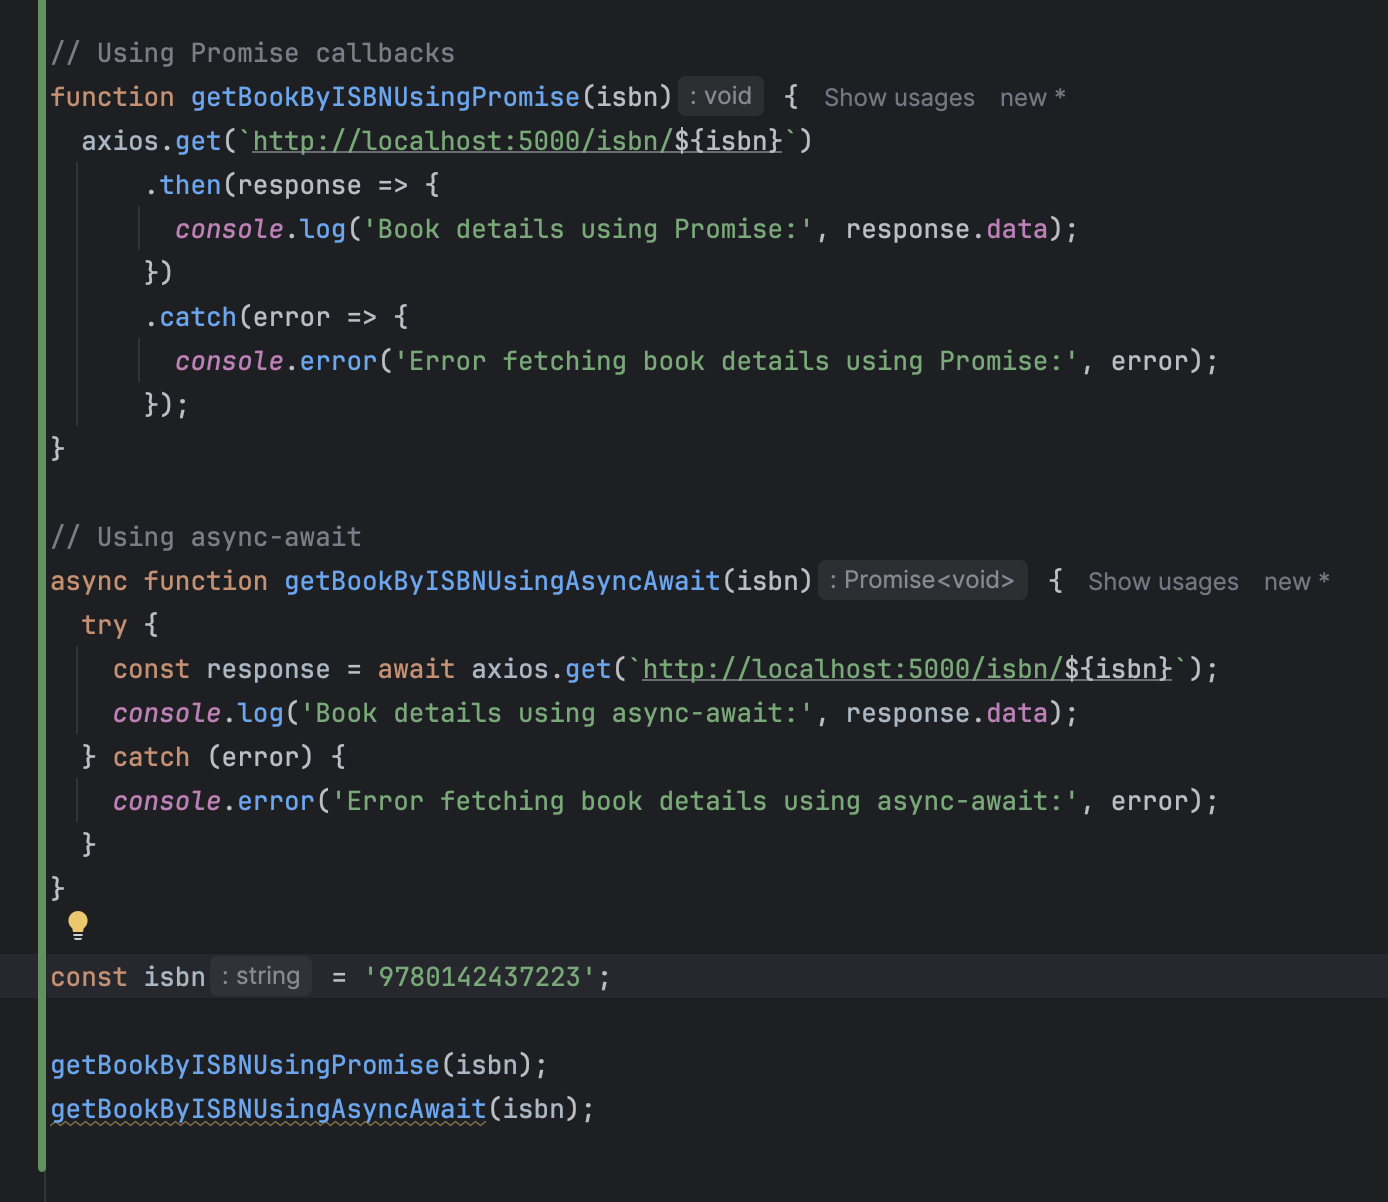 // Using Promise callbacks
function getBookByISBNUsingPromise(isbn) : void { Show usages new *
axios.get(`http://localhost:5000/isbn/${isbn}`)
.then(response => {
console.log('Book details using Promise:', response.data);
})
.catch(error => {
console.error('Error fetching book details using Promise:', error);
});
}
// Using async-await
async function getBookByISBNUsingAsyncAwait(isbn) : Promise<void> { Show usages new *
try {
const response = await axios.get(`http://localhost:5000/isbn/${isbn}`);
console.log('Book details using async-await:', response.data);
} catch (error) {
console.error('Error fetching book details using async-await:', error);
}
}
const isbn : string = '9780142437223';
getBookByISBNUsingPromise(isbn);
getBookByISBNUsingAsyncAwait(isbn);